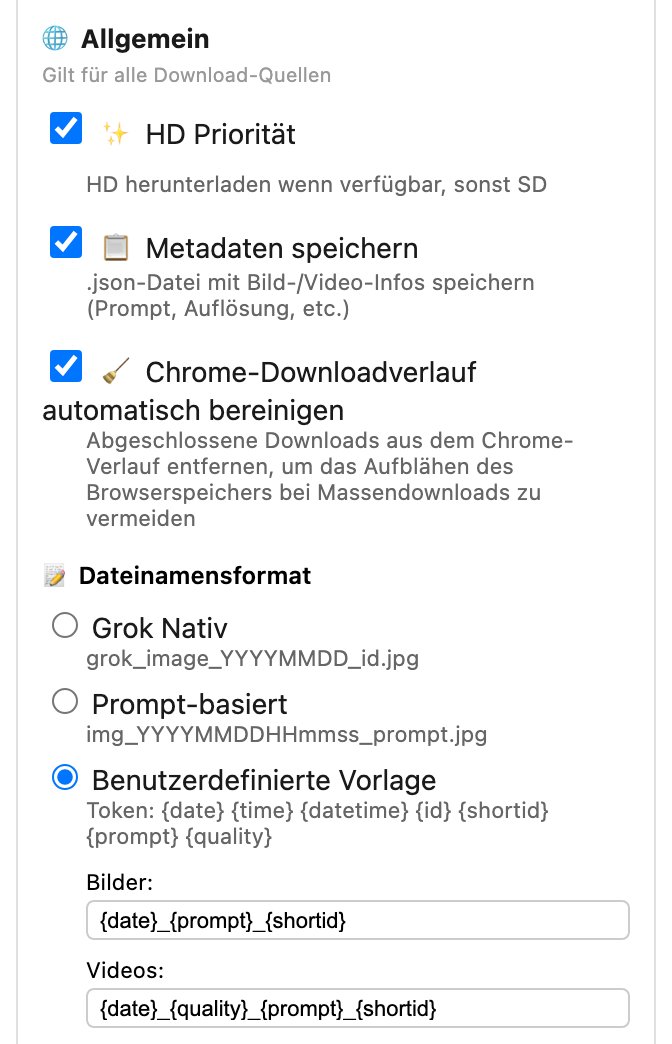 Allgemein
Gilt für alle Download-Quellen
HD Priorität
HD herunterladen wenn verfügbar, sonst SD
Metadaten speichern
.json-Datei mit Bild-/Video-Infos speichern
(Prompt, Auflösung, etc.)
Chrome-Downloadverlauf
automatisch bereinigen
Abgeschlossene Downloads aus dem Chrome-
Verlauf entfernen, um das Aufblähen des
Browserspeichers bei Massendownloads zu
vermeiden
Dateinamensformat
Grok Nativ
grok_image_YYYYMMDD_id.jpg
Prompt-basiert
img_YYYYMMDDHHmmss_prompt.jpg
Benutzerdefinierte Vorlage
Token: {date} {time} {datetime} {id} {shortid}
{prompt} {quality}
Bilder:
{date}_{prompt}_{shortid}
Videos:
{date}_{quality}_{prompt}_{shortid}